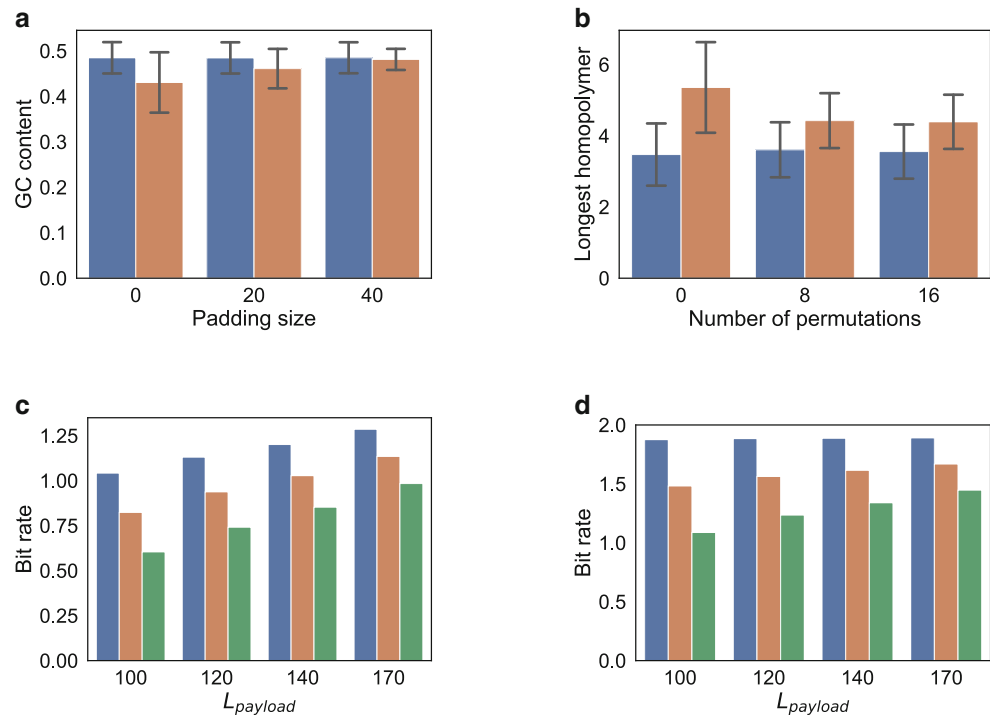 a
GC content
0.5
0.4
0.3
0.2
0.1
0.0
0 20 40
Padding size
b
Longest homopolymer
6
4
2
0
0 8 16
Number of permutations
c
Bit rate
1.25
1.00
0.75
0.50
0.25
0.00
100 120 140 170
L_payload
d
Bit rate
2.0
1.5
1.0
0.5
0.0
100 120 140 170
L_payload